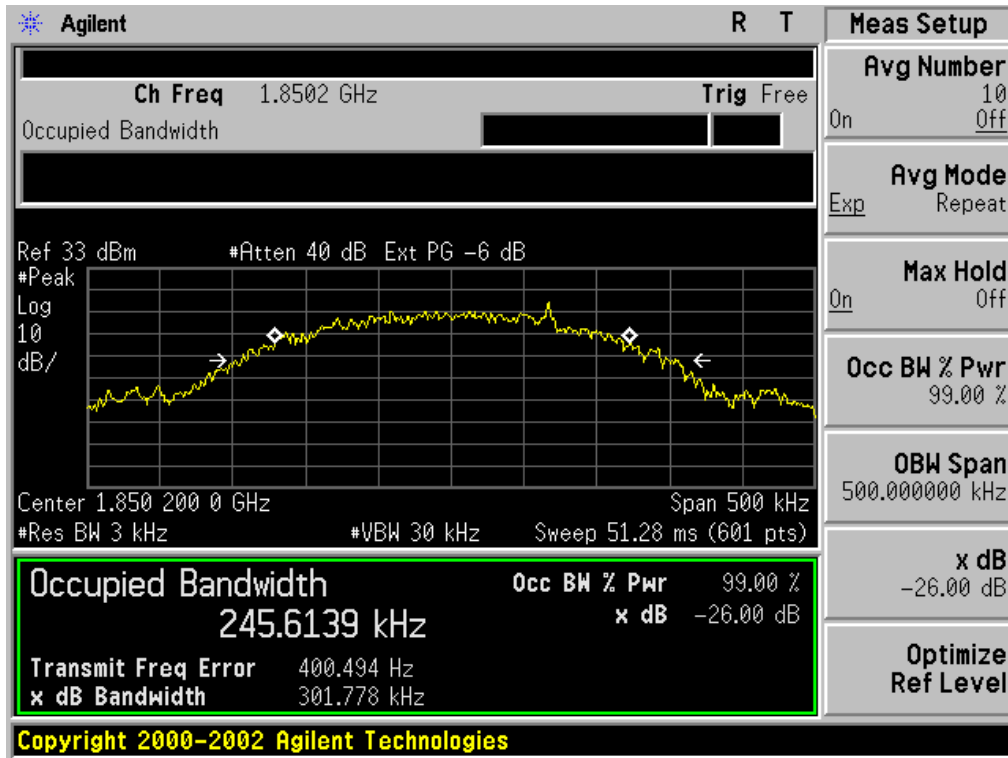 Agilent R T
Ch Freq 1.8502 GHz Trig Free
Occupied Bandwidth
Ref 33 dBm #Atten 40 dB Ext PG -6 dB
#Peak
Log
10
dB/
Center 1.850 200 0 GHz Span 500 kHz
#Res BW 3 kHz #VBW 30 kHz Sweep 51.28 ms (601 pts)
Occupied Bandwidth Occ BW % Pwr 99.00 %
245.6139 kHz x dB -26.00 dB
Transmit Freq Error 400.494 Hz
x dB Bandwidth 301.778 kHz
Copyright 2000-2002 Agilent Technologies
Meas Setup
Avg Number
10
On Off
Avg Mode
Exp Repeat
Max Hold
On Off
Occ BW % Pwr
99.00 %
OBW Span
500.000000 kHz
x dB
-26.00 dB
Optimize
Ref Level